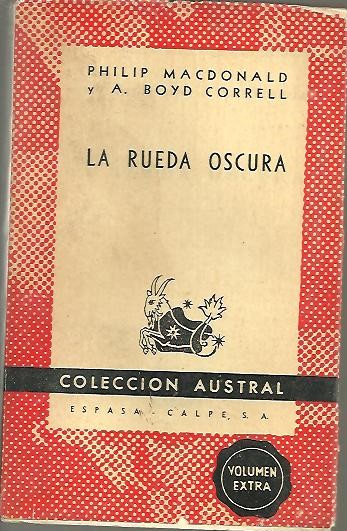 PHILIP MACDONALD
Y A. BOYD CORRELL
LA RUEDA OSCURA
COLECCION AUSTRAL
ESPASA - CALPE, S. A.
VOLUMEN
EXTRA